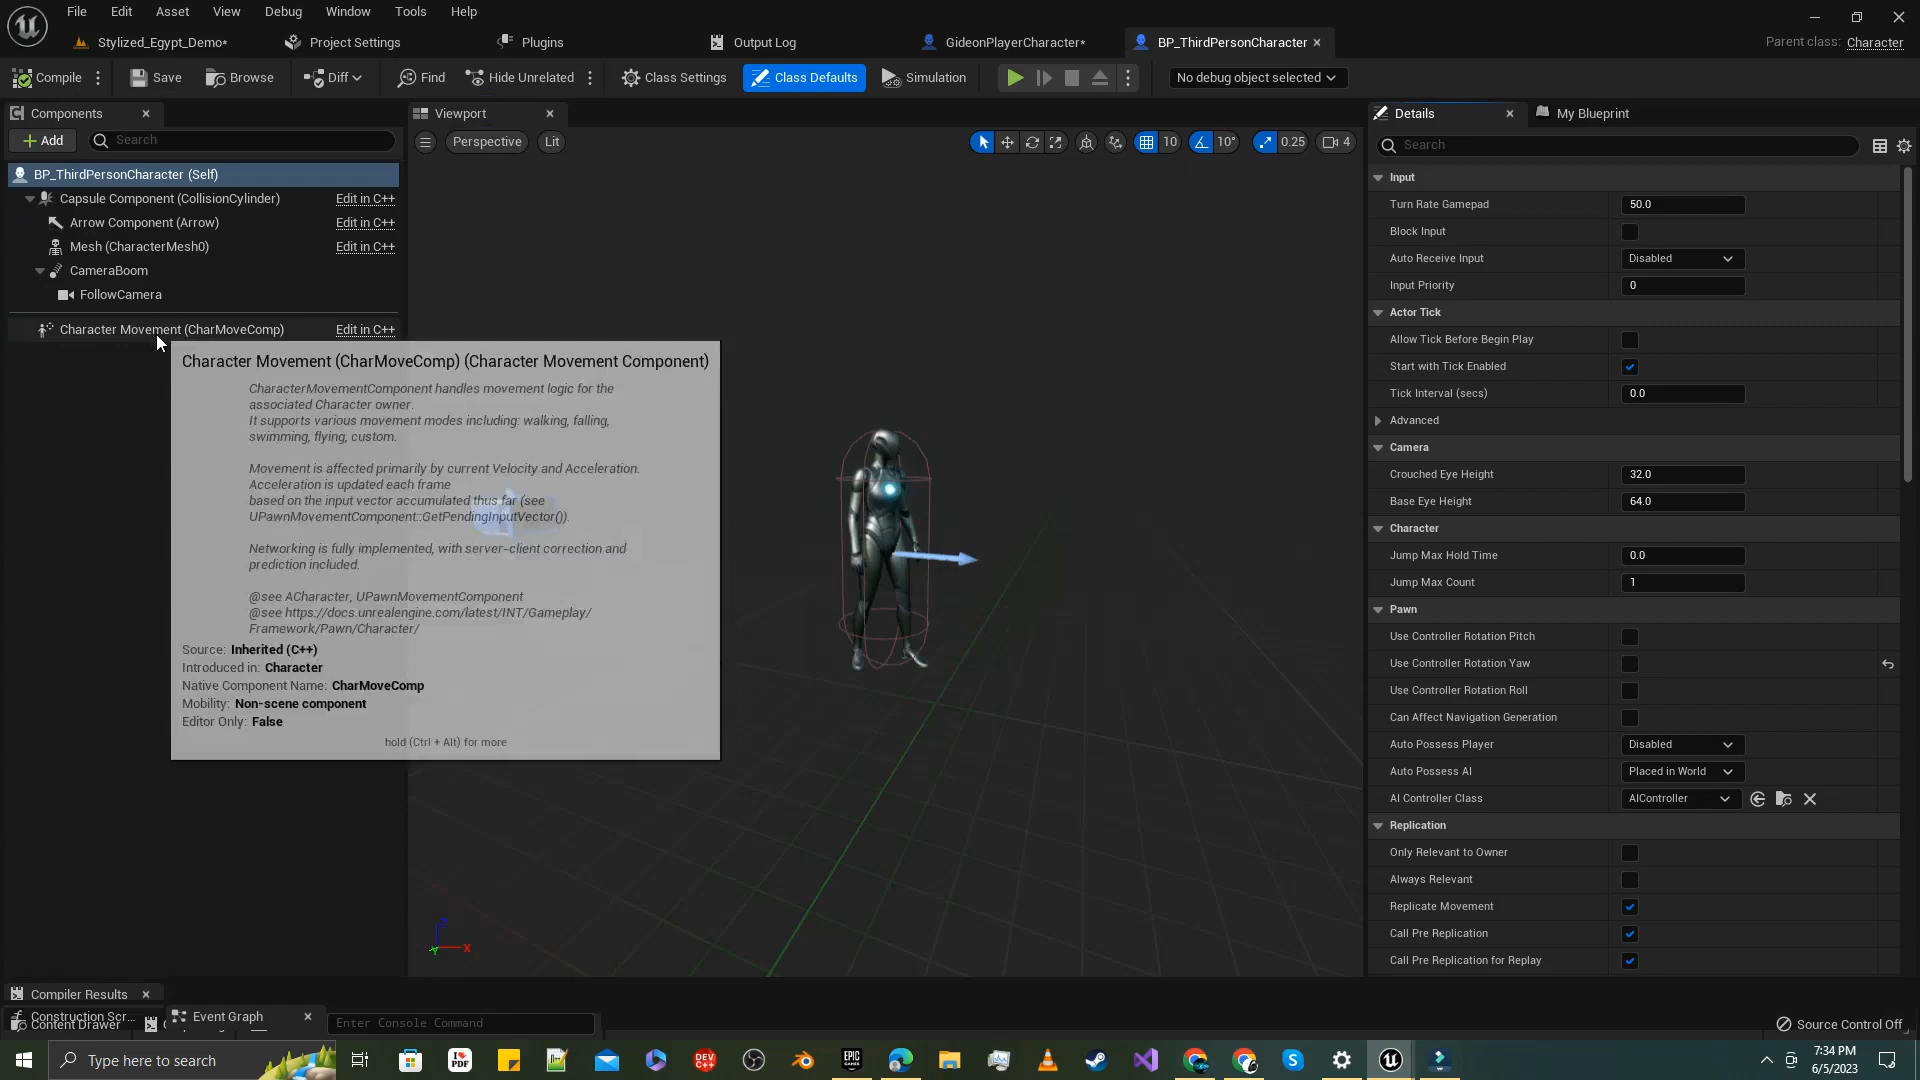 File Edit Asset View Debug Window Tools Help
Stylized_Egypt_Demo* Project Settings Plugins Output Log GideonPlayerCharacter* BP_ThirdPersonCharacter
Parent class: Character
Compile Save Browse Diff Find Hide Unrelated Class Settings Class Defaults Simulation No debug object selected
Components
Add Search
BP_ThirdPersonCharacter (Self)
Capsule Component (CollisionCylinder) Edit in C++
Arrow Component (Arrow) Edit in C++
Mesh (CharacterMesh0) Edit in C++
CameraBoom
FollowCamera
Character Movement (CharMoveComp) Edit in C++
Character Movement (CharMoveComp) (Character Movement Component)
CharacterMovementComponent handles movement logic for the
associated Character owner.
It supports various movement modes including: walking, falling,
swimming, flying, custom.
Movement is affected primarily by current Velocity and Acceleration.
Acceleration is updated each frame
based on the input vector accumulated thus far (see
UPawnMovementComponent::GetPendingInputVector()).
Networking is fully implemented, with server-client correction and
prediction included.
@see ACharacter, UPawnMovementComponent
@see https://docs.unrealengine.com/latest/INT/Gameplay/
Framework/Pawn/Character/
Source: Inherited (C++)
Introduced in: Character
Native Component Name: CharMoveComp
Mobility: Non-scene component
Editor Only: False
hold (Ctrl + Alt) for more
Viewport
Perspective Lit 10 10° 0.25 4
Z
X
Y
Details My Blueprint
Search
Input
Turn Rate Gamepad 50.0
Block Input
Auto Receive Input Disabled
Input Priority 0
Actor Tick
Allow Tick Before Begin Play
Start with Tick Enabled
Tick Interval (secs) 0.0
Advanced
Camera
Crouched Eye Height 32.0
Base Eye Height 64.0
Character
Jump Max Hold Time 0.0
Jump Max Count 1
Pawn
Use Controller Rotation Pitch
Use Controller Rotation Yaw
Use Controller Rotation Roll
Can Affect Navigation Generation
Auto Possess Player Disabled
Auto Possess AI Placed in World
AI Controller Class AIController
Replication
Only Relevant to Owner
Always Relevant
Replicate Movement
Call Pre Replication
Call Pre Replication for Replay
Compiler Results
Construction Scr... Event Graph
Content Drawer Enter Console Command Source Control Off
Type here to search
7:34 PM
6/5/2023